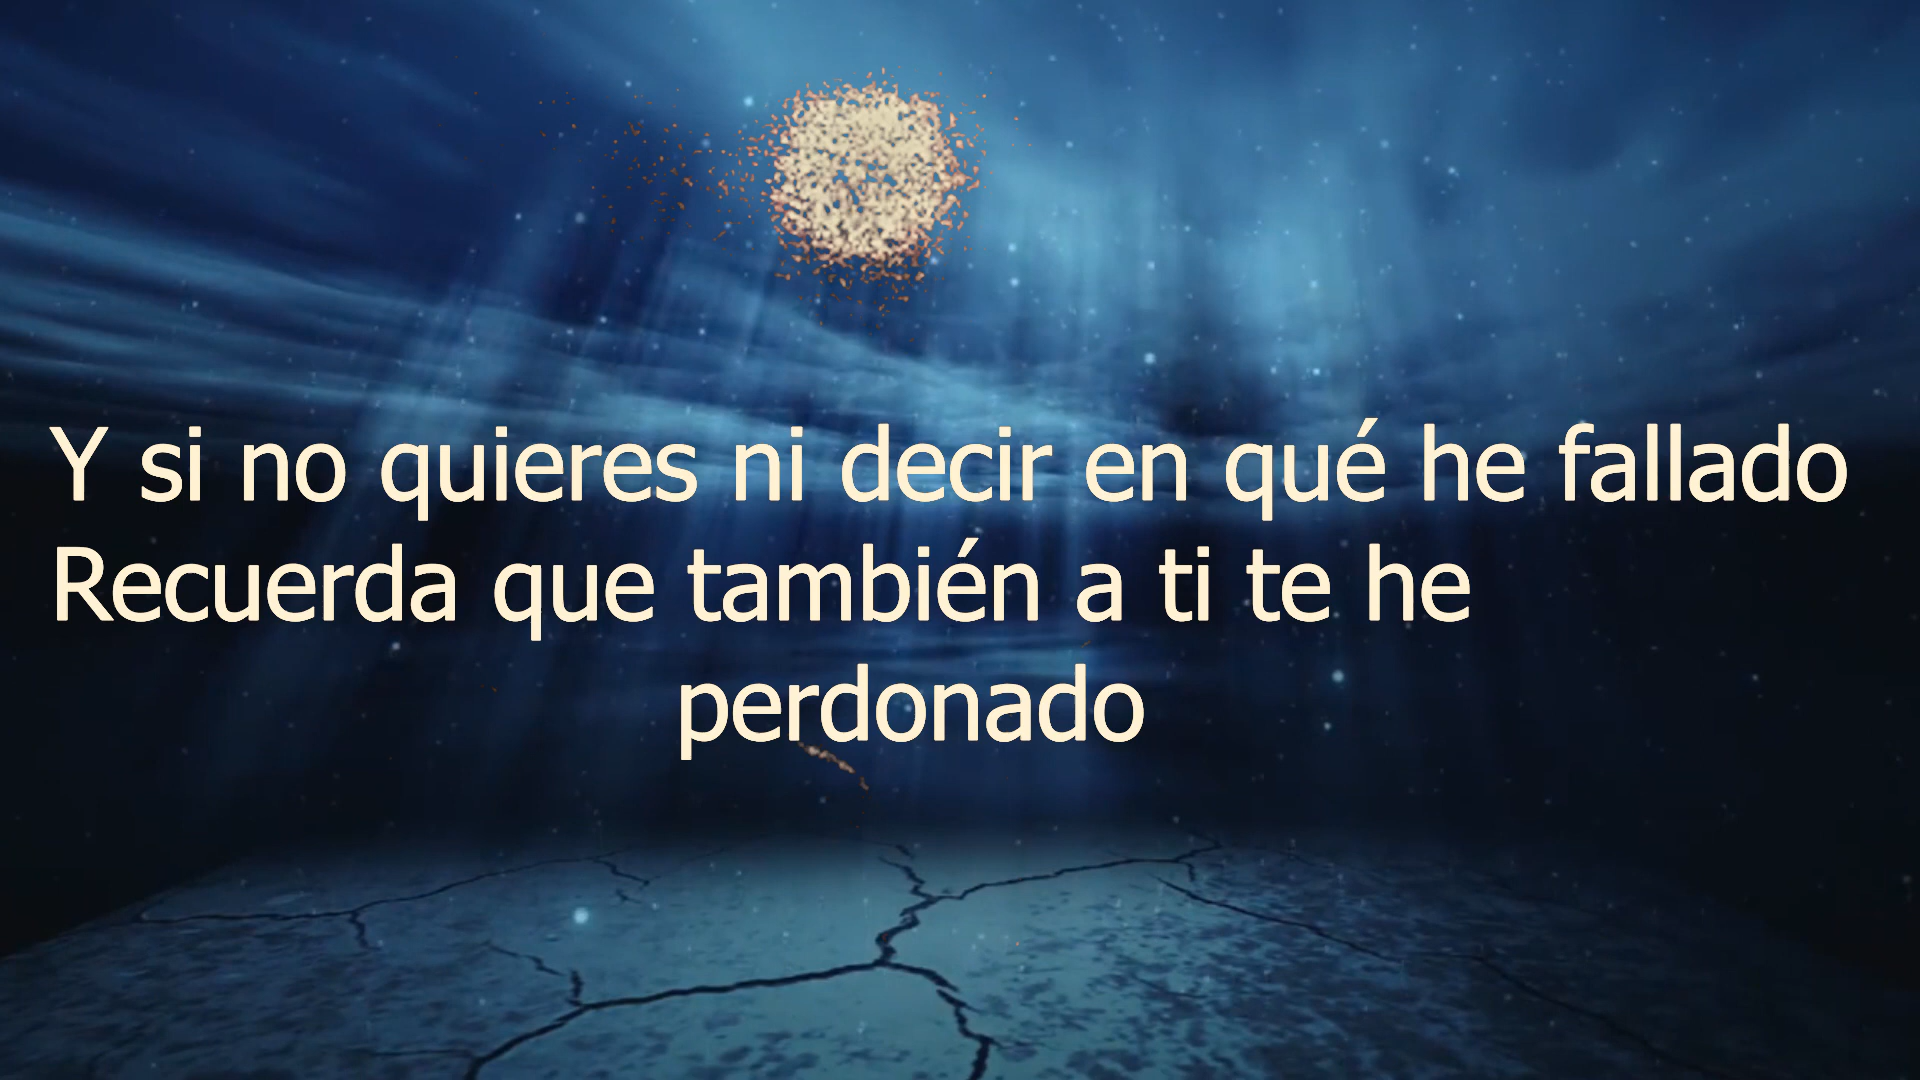 Y si no quieres ni decir en qué he fallado
Recuerda que también a ti te he
perdonado